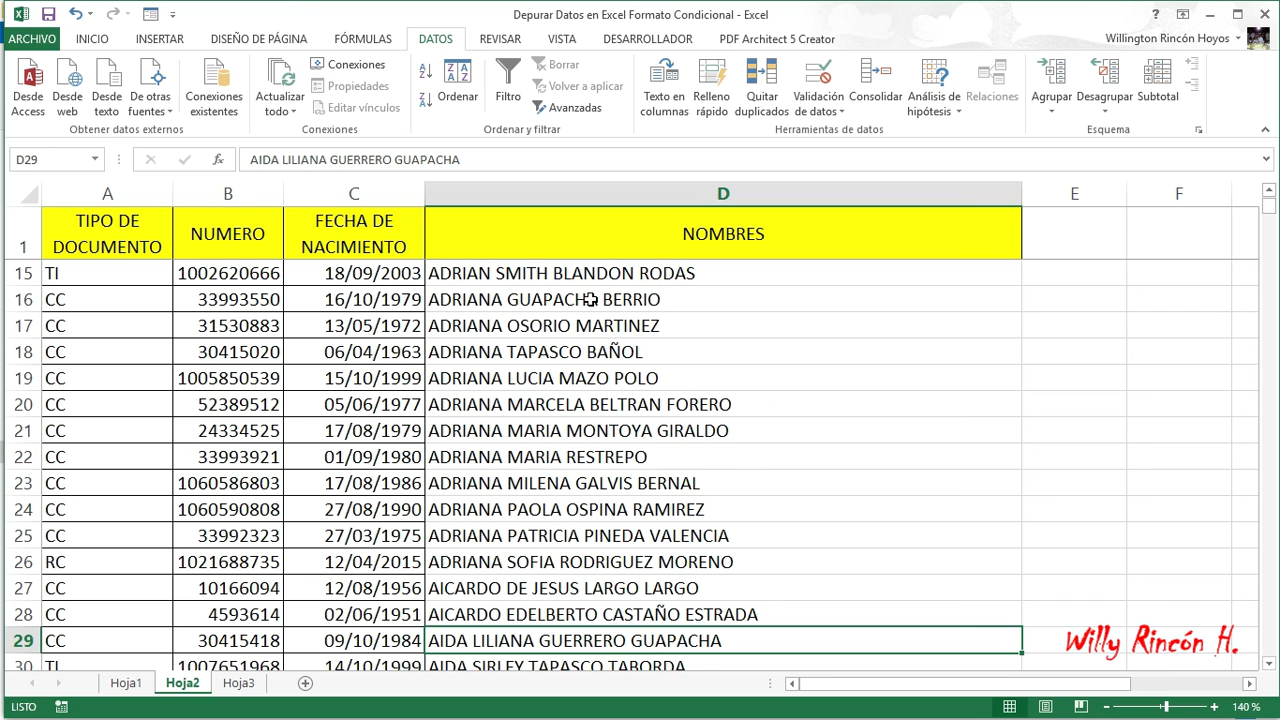 Depurar Datos en Excel Formato Condicional - Excel
ARCHIVO INICIO INSERTAR DISEÑO DE PÁGINA FÓRMULAS DATOS REVISAR VISTA DESARROLLADOR PDF Architect 5 Creator Willington Rincón Hoyos
Desde Access
Desde web
Desde texto
De otras fuentes
Obtener datos externos
Conexiones existentes
Actualizar todo
Conexiones
Propiedades
Editar vínculos
Conexiones
Ordenar
Filtro
Borrar
Volver a aplicar
Avanzadas
Ordenar y filtrar
Texto en columnas
Relleno rápido
Quitar duplicados
Validación de datos
Consolidar
Análisis de hipótesis
Relaciones
Herramientas de datos
Agrupar
Desagrupar
Subtotal
Esquema
D29 fx AIDA LILIANA GUERRERO GUAPACHA
A B C D E F
1 TIPO DE DOCUMENTO NUMERO FECHA DE NACIMIENTO NOMBRES
15 TI 1002620666 18/09/2003 ADRIAN SMITH BLANDON RODAS
16 CC 33993550 16/10/1979 ADRIANA GUAPACHA BERRIO
17 CC 31530883 13/05/1972 ADRIANA OSORIO MARTINEZ
18 CC 30415020 06/04/1963 ADRIANA TAPASCO BAÑOL
19 CC 1005850539 15/10/1999 ADRIANA LUCIA MAZO POLO
20 CC 52389512 05/06/1977 ADRIANA MARCELA BELTRAN FORERO
21 CC 24334525 17/08/1979 ADRIANA MARIA MONTOYA GIRALDO
22 CC 33993921 01/09/1980 ADRIANA MARIA RESTREPO
23 CC 1060586803 17/08/1986 ADRIANA MILENA GALVIS BERNAL
24 CC 1060590808 27/08/1990 ADRIANA PAOLA OSPINA RAMIREZ
25 CC 33992323 27/03/1975 ADRIANA PATRICIA PINEDA VALENCIA
26 RC 1021688735 12/04/2015 ADRIANA SOFIA RODRIGUEZ MORENO
27 CC 10166094 12/08/1956 AICARDO DE JESUS LARGO LARGO
28 CC 4593614 02/06/1951 AICARDO EDELBERTO CASTAÑO ESTRADA
29 CC 30415418 09/10/1984 AIDA LILIANA GUERRERO GUAPACHA
30 TI 1007651968 14/10/1999 AIDA SIRLEY TAPASCO TABORDA
Willy Rincón H.
Hoja1 Hoja2 Hoja3
LISTO 140 %